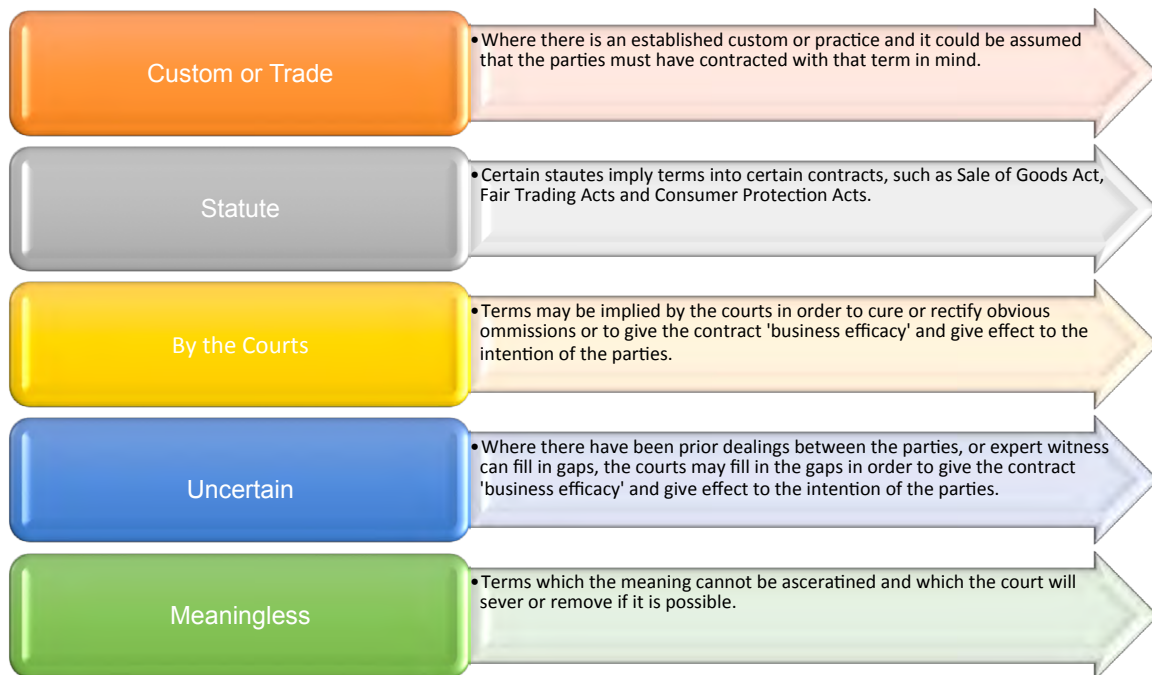 Custom or Trade
•Where there is an established custom or practice and it could be assumed
that the parties must have contracted with that term in mind.
Statute
•Certain stautes imply terms into certain contracts, such as Sale of Goods Act,
Fair Trading Acts and Consumer Protection Acts.
By the Courts
•Terms may be implied by the courts in order to cure or rectify obvious
ommissions or to give the contract 'business efficacy' and give effect to the
intention of the parties.
Uncertain
•Where there have been prior dealings between the parties, or expert witness
can fill in gaps, the courts may fill in the gaps in order to give the contract
'business efficacy' and give effect to the intention of the parties.
Meaningless
•Terms which the meaning cannot be asceratined and which the court will
sever or remove if it is possible.